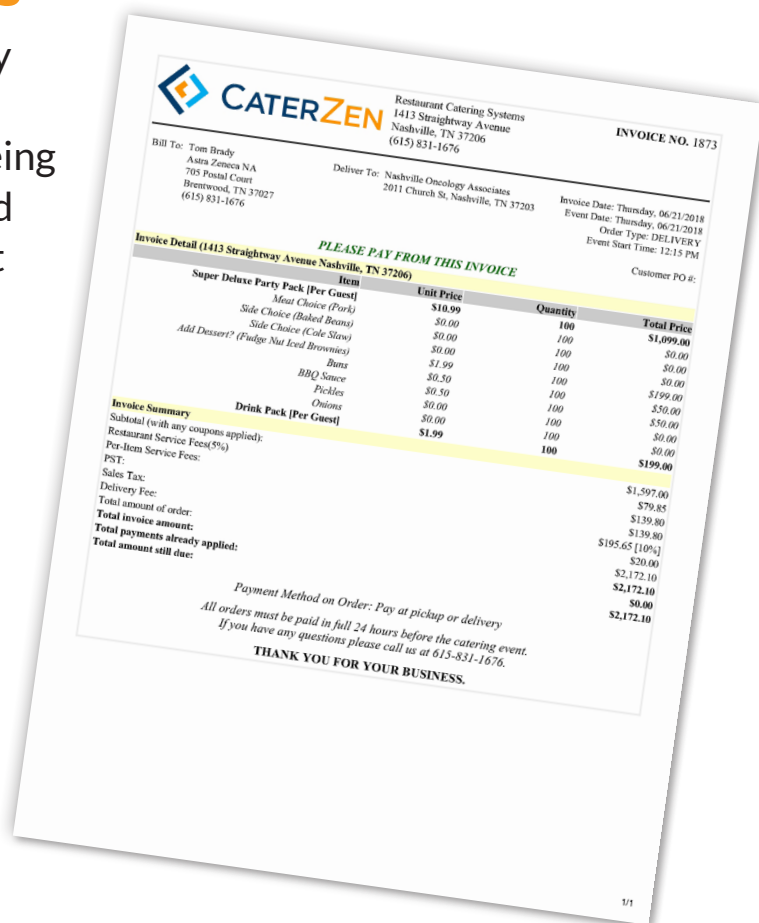 y
eing
d
t
CATERZEN
Restaurant Catering Systems
1413 Straightway Avenue
Nashville, TN 37206
(615) 831-1676
INVOICE NO. 1873
Bill To: Tom Brady
Astra Zeneca NA
705 Postal Court
Brentwood, TN 37027
(615) 831-1676
Deliver To: Nashville Oncology Associates
2011 Church St, Nashville, TN 37203
Invoice Date: Thursday, 06/21/2018
Event Date: Thursday, 06/21/2018
Order Type: DELIVERY
Event Start Time: 12:15 PM
Customer PO #:
PLEASE PAY FROM THIS INVOICE
Invoice Detail (1413 Straightway Avenue Nashville, TN 37206)
Item Unit Price Quantity Total Price
Super Deluxe Party Pack [Per Guest] $10.99 100 $1,099.00
Meat Choice (Pork) $0.00 100 $0.00
Side Choice (Baked Beans) $0.00 100 $0.00
Side Choice (Cole Slaw) $0.00 100 $0.00
Add Dessert? (Fudge Nut Iced Brownies) $1.99 100 $199.00
Buns $0.50 100 $50.00
BBQ Sauce $0.50 100 $50.00
Pickles $0.00 100 $0.00
Onions $0.00 100 $0.00
Drink Pack [Per Guest] $1.99 100 $199.00
Invoice Summary
Subtotal (with any coupons applied): $1,597.00
Restaurant Service Fees(5%) $79.85
Per-Item Service Fees: $139.80
PST: $139.80
Sales Tax: $195.65 [10%]
Delivery Fee: $20.00
Total amount of order: $2,172.10
Total invoice amount: $2,172.10
Total payments already applied: $0.00
Total amount still due: $2,172.10
Payment Method on Order: Pay at pickup or delivery
All orders must be paid in full 24 hours before the catering event.
If you have any questions please call us at 615-831-1676.
THANK YOU FOR YOUR BUSINESS.
1/1